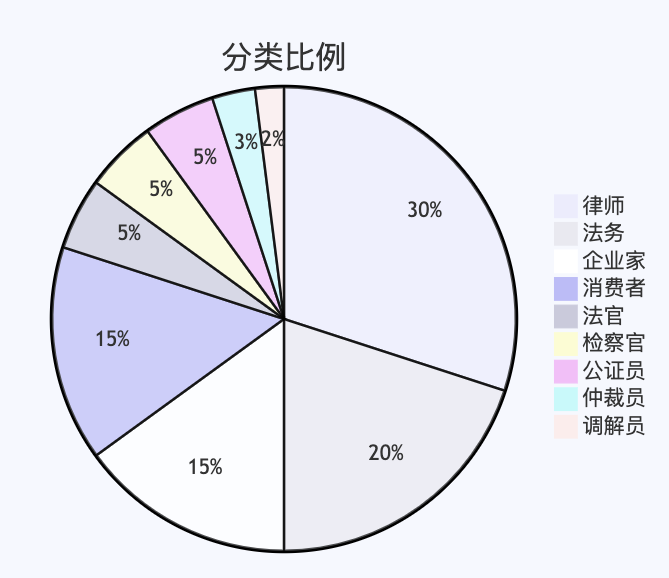 分类比例
30%
20%
15%
15%
5%
5%
5%
3%
2%
律师
法务
企业家
消费者
法官
检察官
公证员
仲裁员
调解员